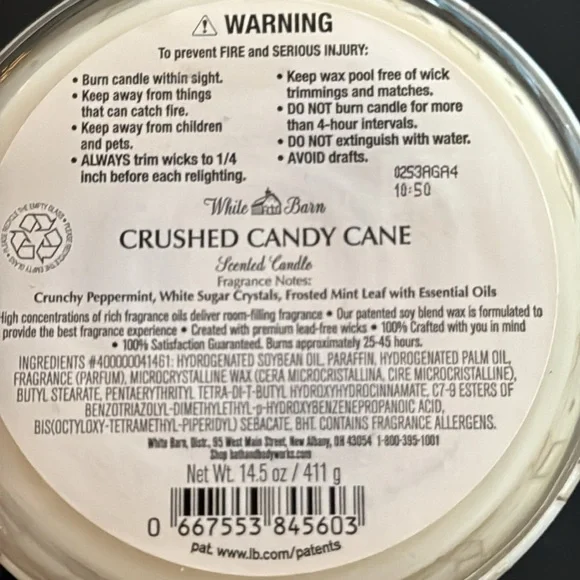 ⚠ WARNING
To prevent FIRE and SERIOUS INJURY:
• Burn candle within sight.
• Keep away from things
that can catch fire.
• Keep away from children
and pets.
• ALWAYS trim wicks to 1/4
inch before each relighting.
• Keep wax pool free of wick
trimmings and matches.
• DO NOT burn candle for more
than 4-hour intervals.
• DO NOT extinguish with water.
• AVOID drafts.
0253AGA4
10:50
PLEASE RECYCLE THE EMPTY GLASS •
White Barn
CRUSHED CANDY CANE
Scented Candle
Fragrance Notes:
Crunchy Peppermint, White Sugar Crystals, Frosted Mint Leaf with Essential Oils
High concentrations of rich fragrance oils deliver room-filling fragrance • Our patented soy blend wax is formulated to
provide the best fragrance experience • Created with premium lead-free wicks • 100% Crafted with you in mind
• 100% Satisfaction Guaranteed. Burns approximately 25-45 hours.
INGREDIENTS #400000041461: HYDROGENATED SOYBEAN OIL, PARAFFIN, HYDROGENATED PALM OIL,
FRAGRANCE (PARFUM), MICROCRYSTALLINE WAX (CERA MICROCRISTALLINA, CIRE MICROCRISTALLINE),
BUTYL STEARATE, PENTAERYTHRITYL TETRA-DI-T-BUTYL HYDROXYHYDROCINNAMATE, C7-9 ESTERS OF
BENZOTRIAZOLYL-DIMETHYLETHYL-p-HYDROXYBENZENEPROPANOIC ACID,
BIS(OCTYLOXY-TETRAMETHYL-PIPERIDYL) SEBACATE, BHT. CONTAINS FRAGRANCE ALLERGENS.
White Barn, Distr., 95 West Main Street, New Albany, OH 43054 1-800-395-1001
Shop bathandbodyworks.com
Net Wt. 14.5 oz / 411 g
0 667553 845603
pat. www.lb.com/patents